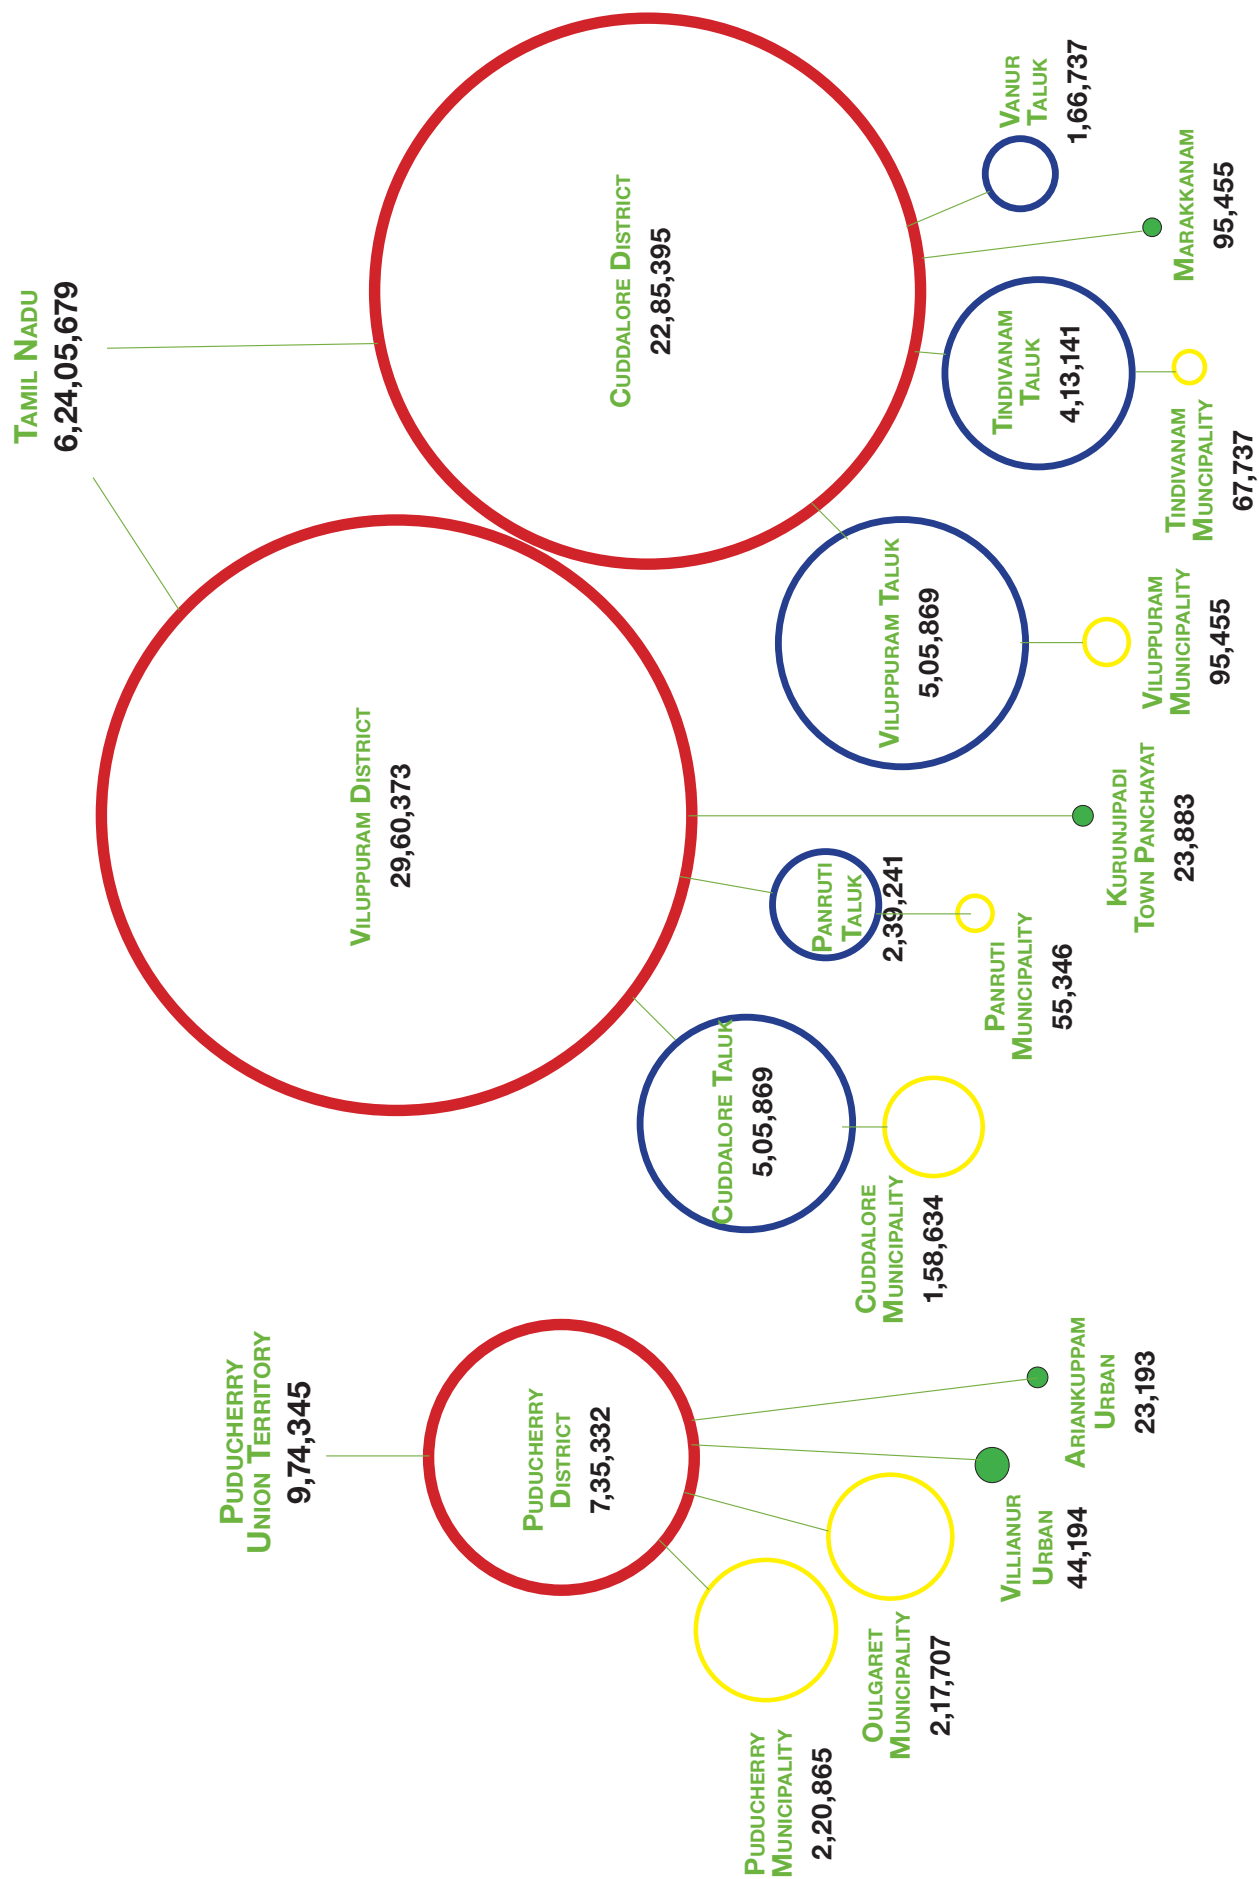 Puducherry
Union Territory
9,74,345
Puducherry
District
7,35,332
Puducherry
Municipality
2,20,865
Oulgaret
Municipality
2,17,707
Villianur
Urban
44,194
Ariankuppam
Urban
23,193
Tamil Nadu
6,24,05,679
Viluppuram District
29,60,373
Cuddalore Taluk
5,05,869
Cuddalore
Municipality
1,58,634
Panruti
Taluk
2,39,241
Panruti
Municipality
55,346
Kurunjipadi
Town Panchayat
23,883
Cuddalore District
22,85,395
Viluppuram Taluk
5,05,869
Viluppuram
Municipality
95,455
Tindivanam
Taluk
4,13,141
Tindivanam
Muncipality
67,737
Marakkanam
95,455
Vanur
Taluk
1,66,737